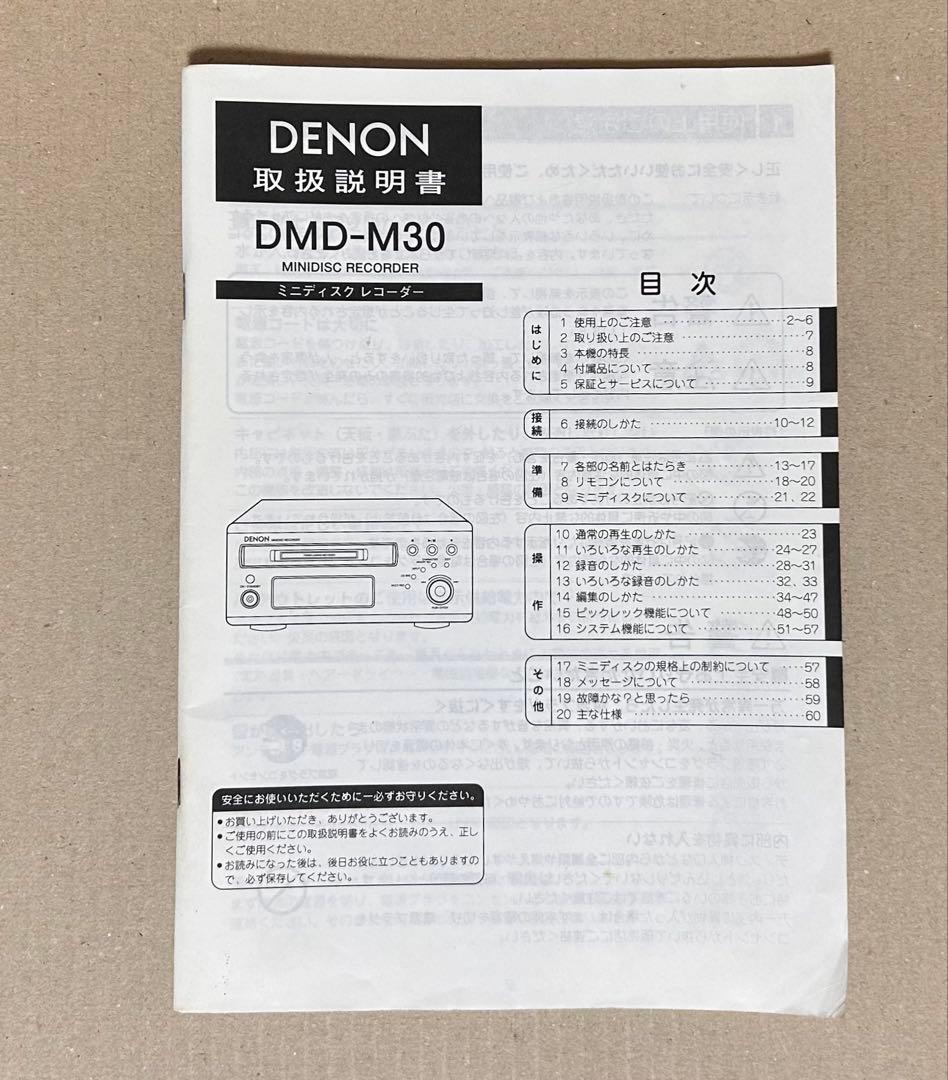 DENON
取扱説明書
DMD-M30
MINIDISC RECORDER
ミニディスク レコーダー
目次
はじめに
1 使用上のご注意 ……………………2〜6
2 取り扱い上のご注意 ……………………7
3 本機の特長 ……………………8
4 付属品について ……………………8
5 保証とサービスについて ……………………9
接続
6 接続のしかた ……………………10〜12
準備
7 各部の名前とはたらき ……………………13〜17
8 リモコンについて ……………………18〜20
9 ミニディスクについて ……………………21、22
操作
10 通常の再生のしかた ……………………23
11 いろいろな再生のしかた ……………………24〜27
12 録音のしかた ……………………28〜31
13 いろいろな録音のしかた ……………………32、33
14 編集のしかた ……………………34〜47
15 ピックレック機能について ……………………48〜50
16 システム機能について ……………………51〜57
その他
17 ミニディスクの規格上の制約について ……57
18 メッセージについて ……………………58
19 故障かな?と思ったら ……………………59
20 主な仕様 ……………………60
DENON
安全にお使いいただくために―必ずお守りください。
●お買い上げいただき、ありがとうございます。
●ご使用の前にこの取扱説明書をよくお読みのうえ、正し
くご使用ください。
●お読みになった後は、後日お役に立つこともありますの
で、必ず保存してください。